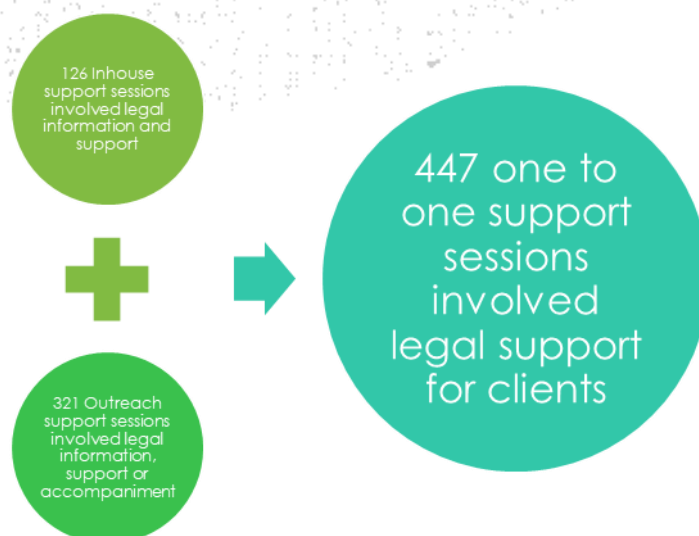 126 Inhouse
support sessions
involved legal
information and
support
321 Outreach
support sessions
involved legal
information,
support or
accompaniment
447 one to
one support
sessions
involved
legal support
for clients